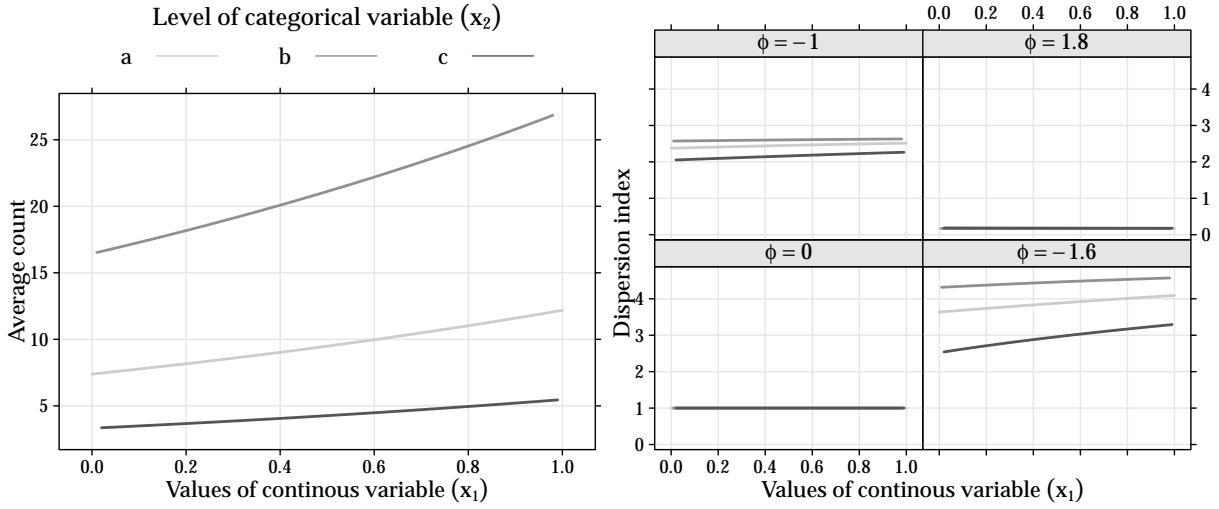 Level of categorical variable (x2)
a b c
Average count
25
20
15
10
5
0.0 0.2 0.4 0.6 0.8 1.0
Values of continous variable (x1)
0.0 0.2 0.4 0.6 0.8 1.0
ϕ = − 1 ϕ = 1.8
Dispersion index
4
3
2
1
0
4
3
2
1
0
ϕ = 0 ϕ = − 1.6
0.0 0.2 0.4 0.6 0.8 1.0
Values of continous variable (x1)